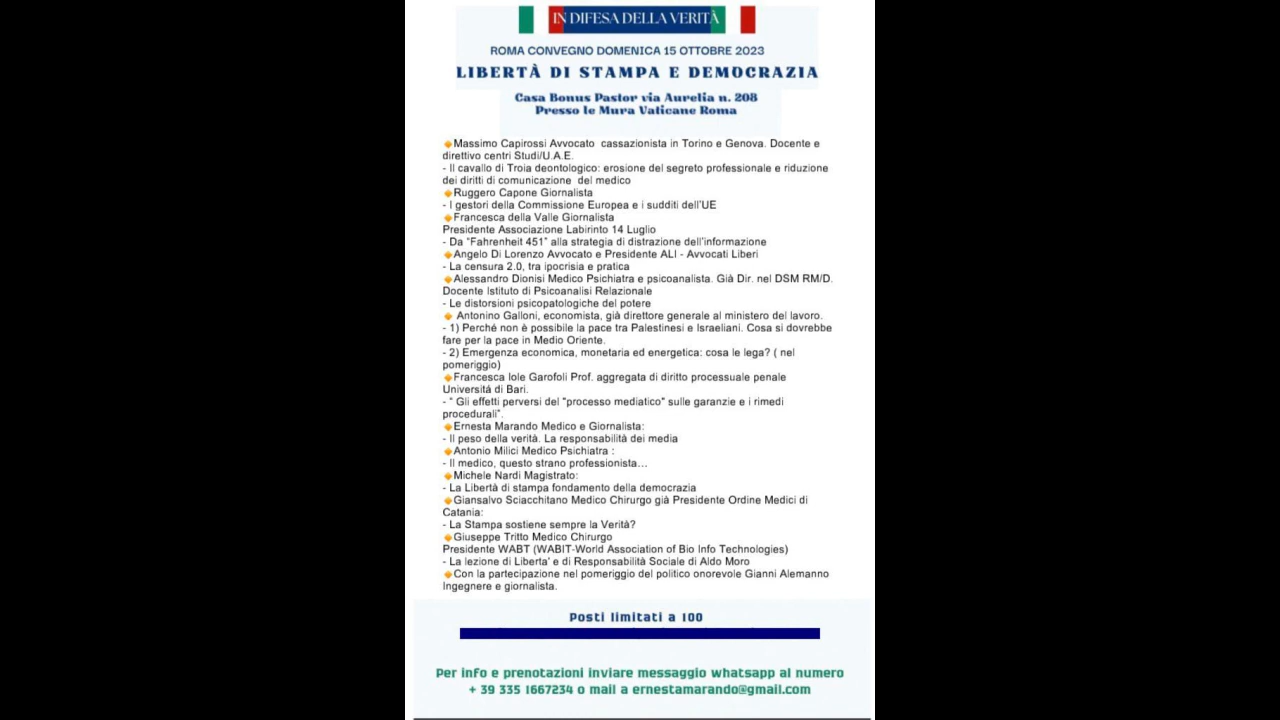 IN DIFESA DELLA VERITÀ
ROMA CONVEGNO DOMENICA 15 OTTOBRE 2023
LIBERTÀ DI STAMPA E DEMOCRAZIA
Casa Bonus Pastor via Aurelia n. 208
Presso le Mura Vaticane Roma
🔸Massimo Capirossi Avvocato cassazionista in Torino e Genova. Docente e
direttivo centri Studi/U.A.E.
- Il cavallo di Troia deontologico: erosione del segreto professionale e riduzione
dei diritti di comunicazione del medico
🔸Ruggero Capone Giornalista
- I gestori della Commissione Europea e i sudditi dell'UE
🔸Francesca della Valle Giornalista
Presidente Associazione Labirinto 14 Luglio
- Da "Fahrenheit 451" alla strategia di distrazione dell'informazione
🔸Angelo Di Lorenzo Avvocato e Presidente ALI - Avvocati Liberi
- La censura 2.0, tra ipocrisia e pratica
🔸Alessandro Dionisi Medico Psichiatra e psicoanalista. Già Dir. nel DSM RM/D.
Docente Istituto di Psicoanalisi Relazionale
- Le distorsioni psicopatologiche del potere
🔸 Antonino Galloni, economista, già direttore generale al ministero del lavoro.
- 1) Perché non è possibile la pace tra Palestinesi e Israeliani. Cosa si dovrebbe
fare per la pace in Medio Oriente.
- 2) Emergenza economica, monetaria ed energetica: cosa le lega? ( nel
pomeriggio)
🔸Francesca Iole Garofoli Prof. aggregata di diritto processuale penale
Universitá di Bari.
- " Gli effetti perversi del "processo mediatico" sulle garanzie e i rimedi
procedurali".
🔸Ernesta Marando Medico e Giornalista:
- Il peso della verità. La responsabilità dei media
🔸Antonio Milici Medico Psichiatra :
- Il medico, questo strano professionista…
🔸Michele Nardi Magistrato:
- La Libertà di stampa fondamento della democrazia
🔸Giansalvo Sciacchitano Medico Chirurgo già Presidente Ordine Medici di
Catania:
- La Stampa sostiene sempre la Verità?
🔸Giuseppe Tritto Medico Chirurgo
Presidente WABT (WABIT-World Association of Bio Info Technologies)
- La lezione di Liberta' e di Responsabilità Sociale di Aldo Moro
🔸Con la partecipazione nel pomeriggio del politico onorevole Gianni Alemanno
Ingegnere e giornalista.
Posti limitati a 100
Per info e prenotazioni inviare messaggio whatsapp al numero
+ 39 335 1667234 o mail a ernestamarando@gmail.com